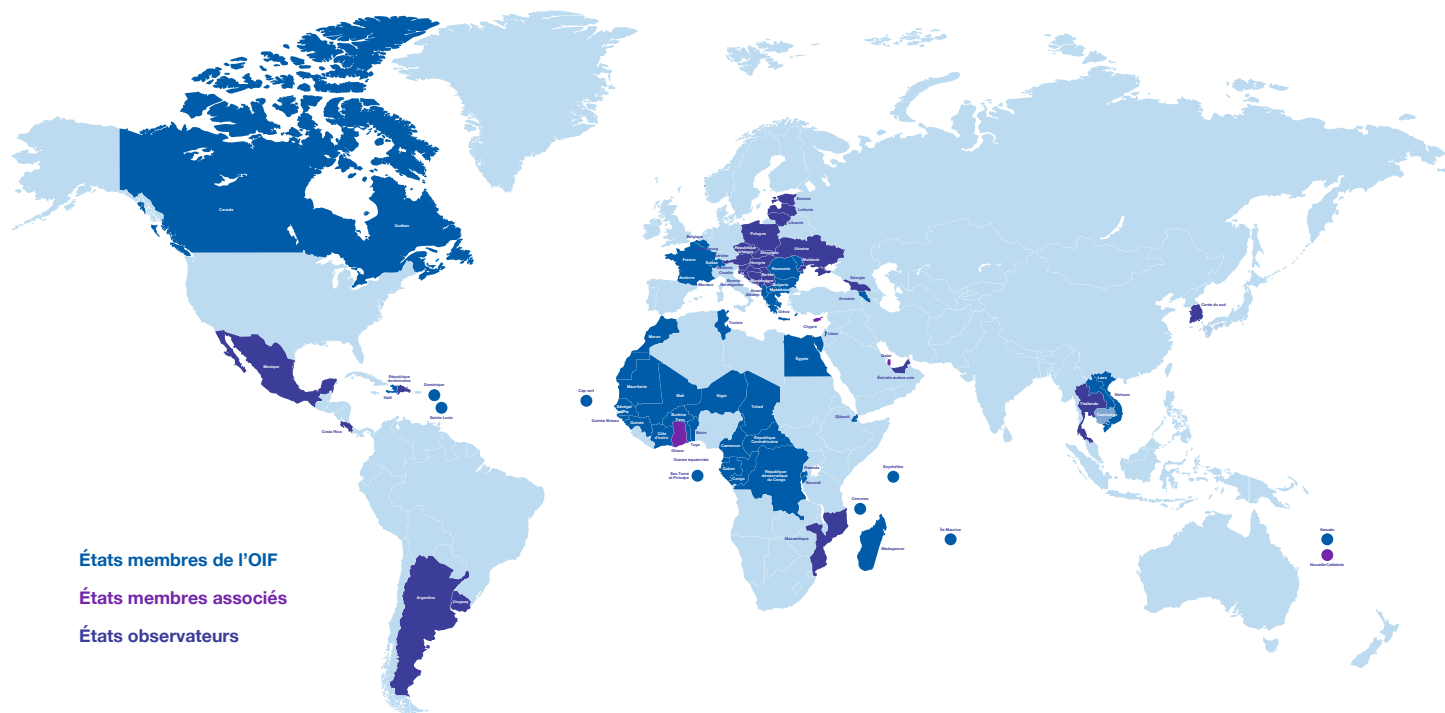 Canada
Québec
Mexique
République
dominicaine
Haïti
Dominique
Sainte-Lucie
Costa Rica
Argentine
Uruguay
Estonie
Lettonie
Lituanie
Pologne
Ukraine
Belgique
France
Suisse
Andorre
Monaco
Hongrie
Roumanie
Moldavie
Bulgarie
Grèce
Chypre
Géorgie
Arménie
Liban
Qatar
Émirats arabes unis
Corée du sud
Laos
Vietnam
Thaïlande
Cambodge
Maroc
Tunisie
Égypte
Mauritanie
Mali
Niger
Tchad
Cap vert
Sénégal
Guinée-Bissau
Guinée
Burkina
Faso
Côte
d'Ivoire
Ghana
Togo
Bénin
Guinée équatoriale
Sao Tomé
et Principe
Cameroun
République
Centrafricaine
Gabon
Congo
République
démocratique
du Congo
Rwanda
Burundi
Djibouti
Seychelles
Comores
Île Maurice
Mozambique
Madagascar
Vanuatu
Nouvelle-Calédonie
États membres de l'OIF
États membres associés
États observateurs